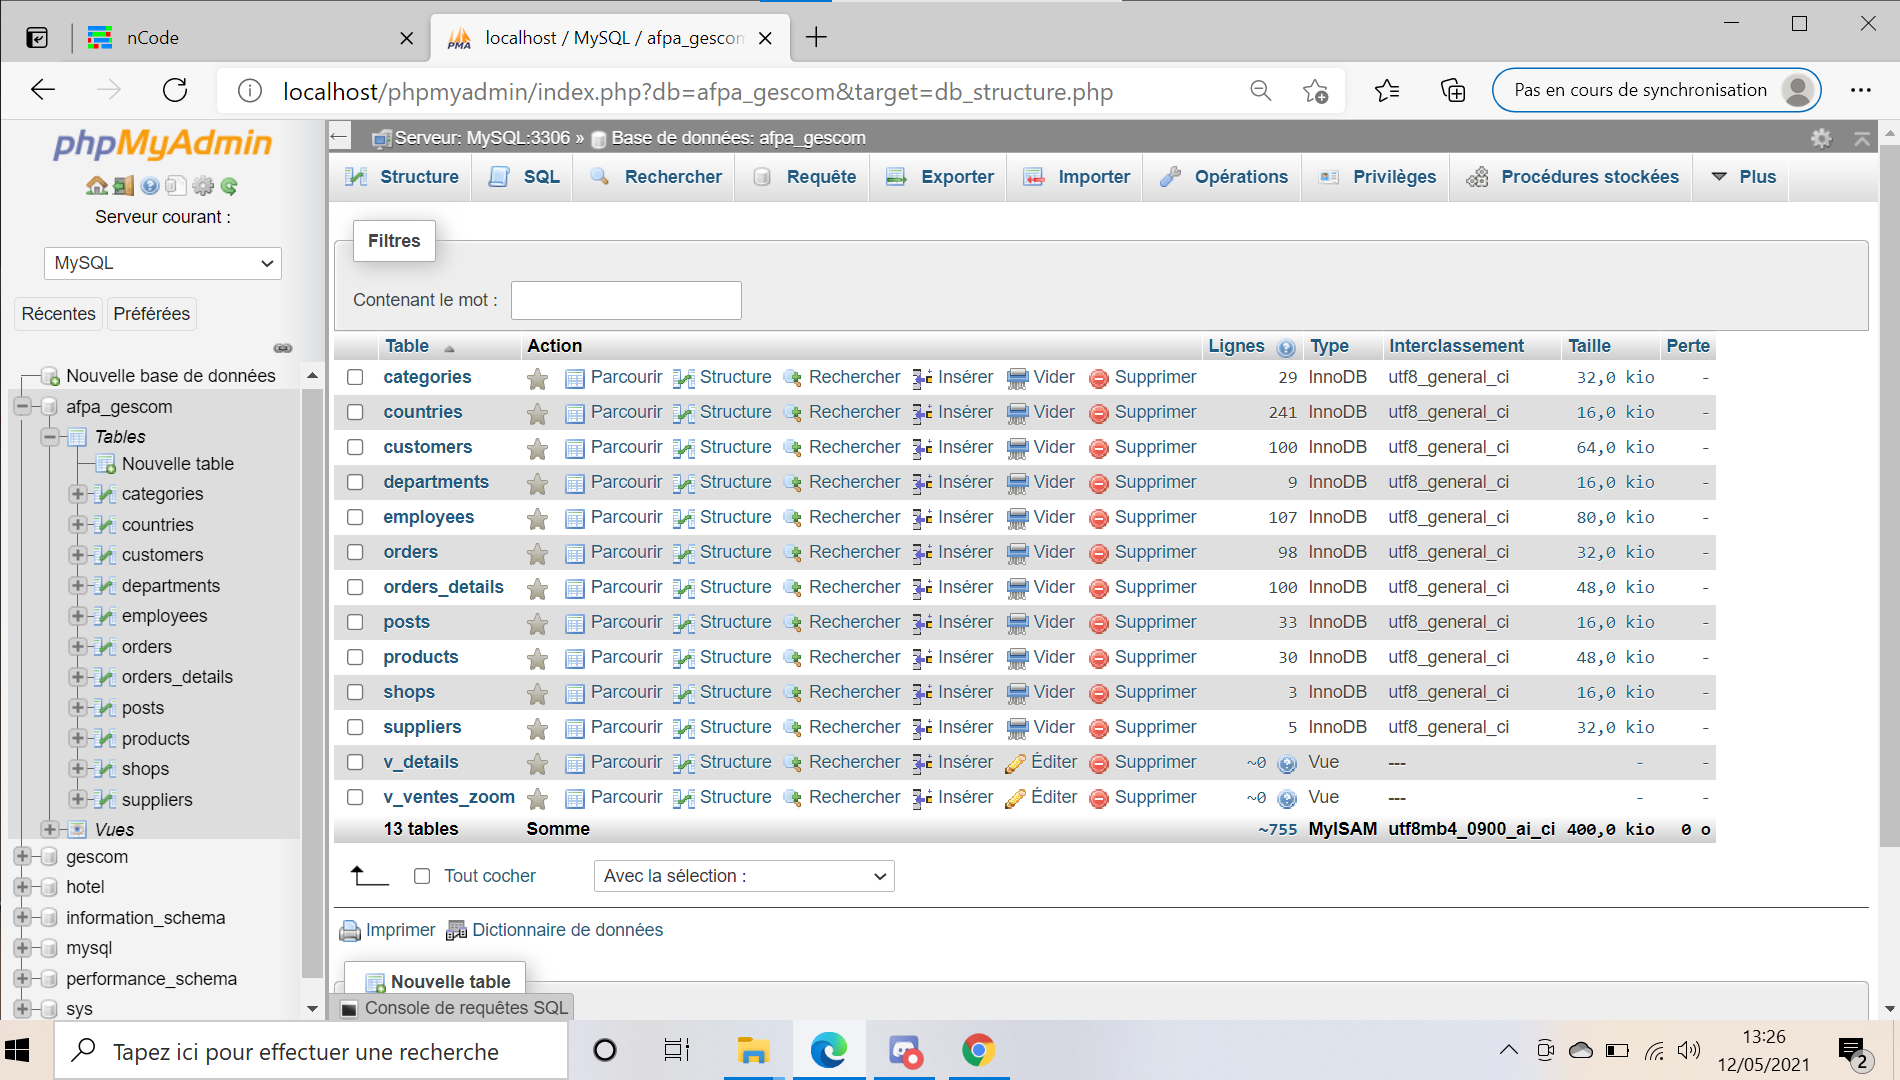 nCode
localhost / MySQL / afpa_gescom
localhost/phpmyadmin/index.php?db=afpa_gescom&target=db_structure.php
Pas en cours de synchronisation
phpMyAdmin
Serveur courant :
MySQL
Récentes Préférées
Nouvelle base de données
afpa_gescom
Tables
Nouvelle table
categories
countries
customers
departments
employees
orders
orders_details
posts
products
shops
suppliers
Vues
gescom
hotel
information_schema
mysql
performance_schema
sys
Serveur: MySQL:3306 » Base de données: afpa_gescom
Structure SQL Rechercher Requête Exporter Importer Opérations Privilèges Procédures stockées Plus
Filtres
Contenant le mot :
Table Action Lignes Type Interclassement Taille Perte
categories Parcourir Structure Rechercher Insérer Vider Supprimer 29 InnoDB utf8_general_ci 32,0 kio -
countries Parcourir Structure Rechercher Insérer Vider Supprimer 241 InnoDB utf8_general_ci 16,0 kio -
customers Parcourir Structure Rechercher Insérer Vider Supprimer 100 InnoDB utf8_general_ci 64,0 kio -
departments Parcourir Structure Rechercher Insérer Vider Supprimer 9 InnoDB utf8_general_ci 16,0 kio -
employees Parcourir Structure Rechercher Insérer Vider Supprimer 107 InnoDB utf8_general_ci 80,0 kio -
orders Parcourir Structure Rechercher Insérer Vider Supprimer 98 InnoDB utf8_general_ci 32,0 kio -
orders_details Parcourir Structure Rechercher Insérer Vider Supprimer 100 InnoDB utf8_general_ci 48,0 kio -
posts Parcourir Structure Rechercher Insérer Vider Supprimer 33 InnoDB utf8_general_ci 16,0 kio -
products Parcourir Structure Rechercher Insérer Vider Supprimer 30 InnoDB utf8_general_ci 48,0 kio -
shops Parcourir Structure Rechercher Insérer Vider Supprimer 3 InnoDB utf8_general_ci 16,0 kio -
suppliers Parcourir Structure Rechercher Insérer Vider Supprimer 5 InnoDB utf8_general_ci 32,0 kio -
v_details Parcourir Structure Rechercher Insérer Éditer Supprimer ~0 Vue --- - -
v_ventes_zoom Parcourir Structure Rechercher Insérer Éditer Supprimer ~0 Vue --- - -
13 tables Somme ~755 MyISAM utf8mb4_0900_ai_ci 400,0 kio 0 o
Tout cocher Avec la sélection :
Imprimer Dictionnaire de données
Nouvelle table
Console de requêtes SQL
Tapez ici pour effectuer une recherche
13:26
12/05/2021
2